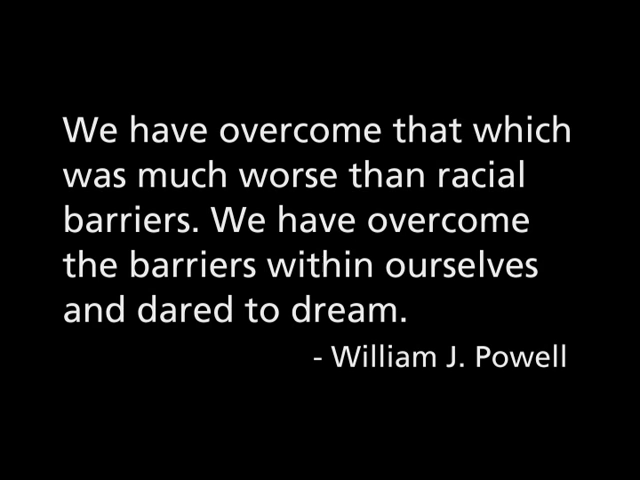 We have overcome that which
was much worse than racial
barriers. We have overcome
the barriers within ourselves
and dared to dream.
- William J. Powell